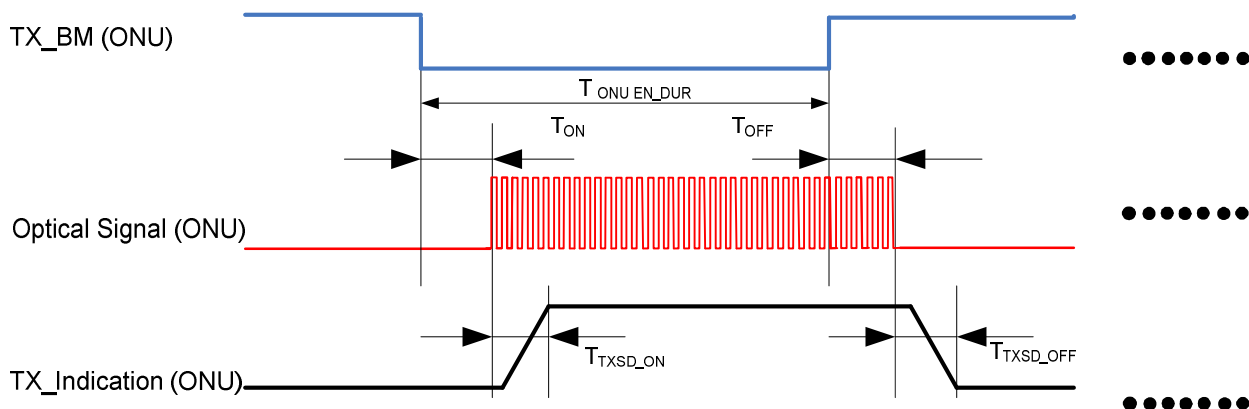 TX_BM (ONU)
T ONU EN_DUR
TON
TOFF
Optical Signal (ONU)
TTXSD_ON
TTXSD_OFF
TX_Indication (ONU)